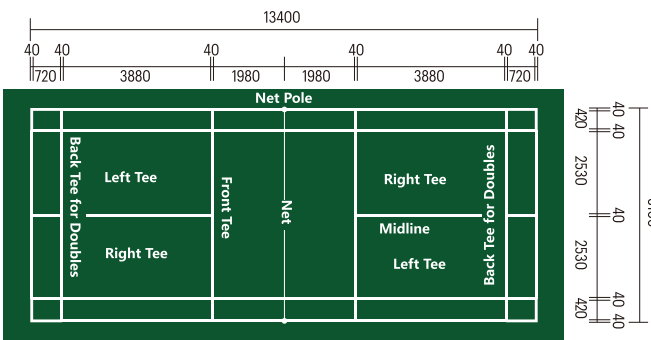 13400
40 40 40 40 40 40
720 3880 1980 1980 3880 720
Net Pole
Back Tee for Doubles
Left Tee
Right Tee
Front Tee
Net
Right Tee
Midline
Left Tee
Back Tee for Doubles
420 40
40
2530
40
2530
40
420 40